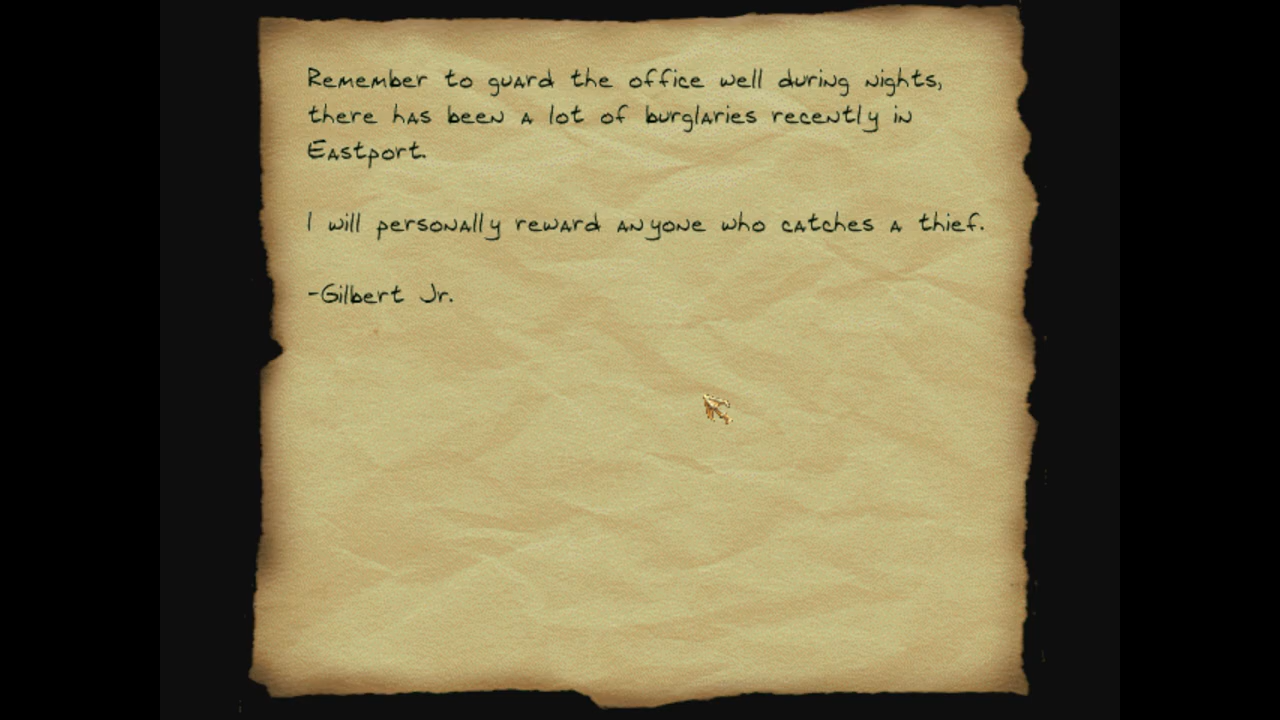 Remember to guard the office well during nights,
there has been a lot of burglaries recently in
Eastport.
I will personally reward anyone who catches a thief.
-Gilbert Jr.